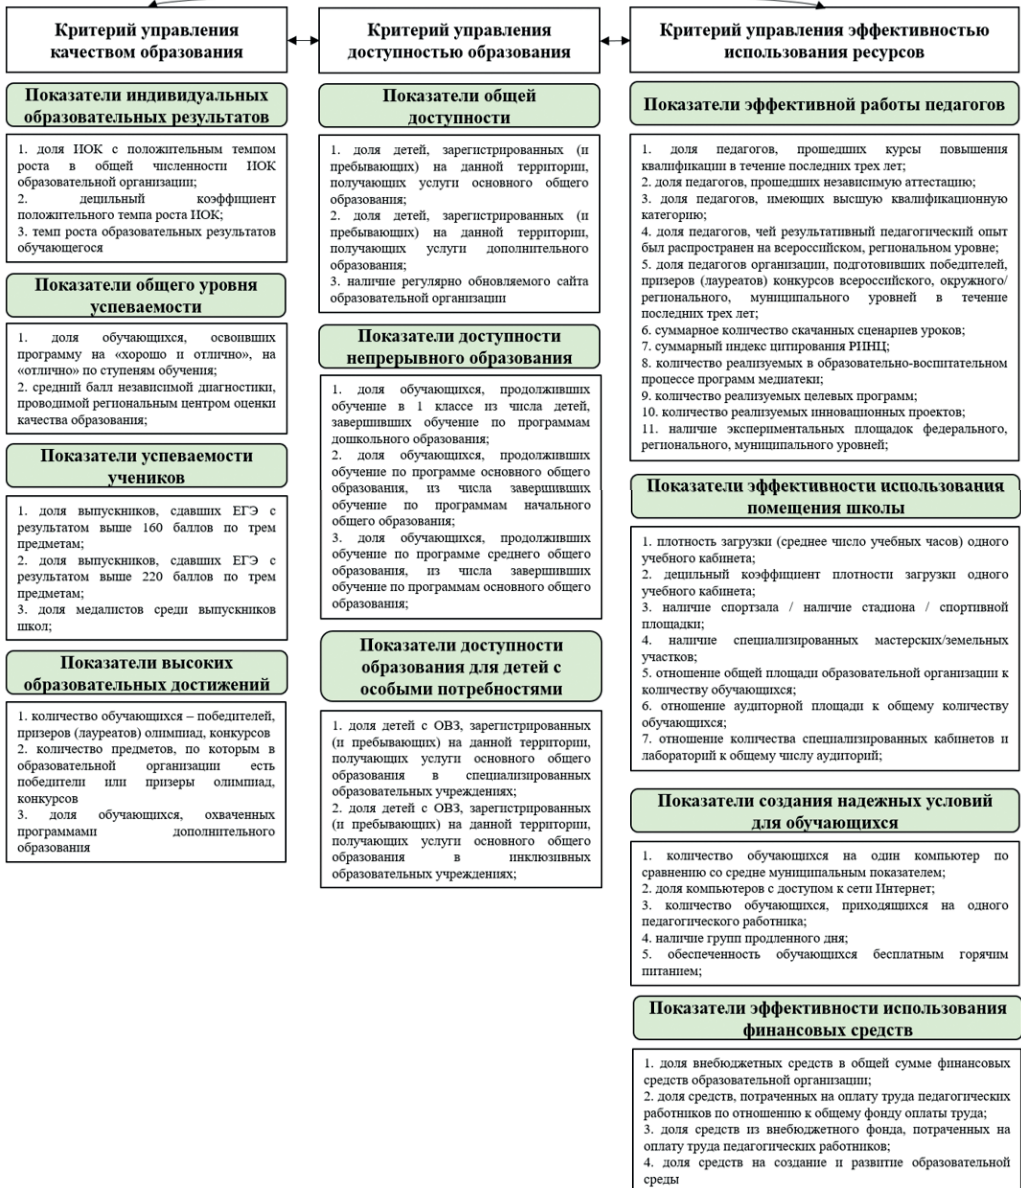 Критерий управления
качеством образования
Показатели индивидуальных
образовательных результатов
1. доля ИОК с положительным темпом
роста в общей численности ИОК
образовательной организации;
2. децильный коэффициент
положительного темпа роста ИОК;
3. темп роста образовательных результатов
обучающегося
Показатели общего уровня
успеваемости
1. доля обучающихся, освоивших
программу на «хорошо и отлично», на
«отлично» по ступеням обучения;
2. средний балл независимой диагностики,
проводимой региональным центром оценки
качества образования;
Показатели успеваемости
учеников
1. доля выпускников, сдавших ЕГЭ с
результатом выше 160 баллов по трем
предметам;
2. доля выпускников, сдавших ЕГЭ с
результатом выше 220 баллов по трем
предметам;
3. доля медалистов среди выпускников
школ;
Показатели высоких
образовательных достижений
1. количество обучающихся – победителей,
призеров (лауреатов) олимпиад, конкурсов
2. количество предметов, по которым в
образовательной организации есть
победители или призеры олимпиад,
конкурсов
3. доля обучающихся, охваченных
программами дополнительного
образования
Критерий управления
доступностью образования
Показатели общей
доступности
1. доля детей, зарегистрированных (и
пребывающих) на данной территории,
получающих услуги основного общего
образования;
2. доля детей, зарегистрированных (и
пребывающих) на данной территории,
получающих услуги дополнительного
образования;
3. наличие регулярно обновляемого сайта
образовательной организации
Показатели доступности
непрерывного образования
1. доля обучающихся, продолживших
обучение в 1 классе из числа детей,
завершивших обучение по программам
дошкольного образования;
2. доля обучающихся, продолживших
обучение по программе основного общего
образования, из числа завершивших
обучение по программам начального
общего образования;
3. доля обучающихся, продолживших
обучение по программе среднего общего
образования, из числа завершивших
обучение по программам основного общего
образования;
Показатели доступности
образования для детей с
особыми потребностями
1. доля детей с ОВЗ, зарегистрированных
(и пребывающих) на данной территории,
получающих услуги основного общего
образования в специализированных
образовательных учреждениях;
2. доля детей с ОВЗ, зарегистрированных
(и пребывающих) на данной территории,
получающих услуги основного общего
образования в инклюзивных
образовательных учреждениях;
Критерий управления эффективностью
использования ресурсов
Показатели эффективной работы педагогов
1. доля педагогов, прошедших курсы повышения
квалификации в течение последних трех лет;
2. доля педагогов, прошедших независимую аттестацию;
3. доля педагогов, имеющих высшую квалификационную
категорию;
4. доля педагогов, чей результативный педагогический опыт
был распространен на всероссийском, региональном уровне;
5. доля педагогов организации, подготовивших победителей,
призеров (лауреатов) конкурсов всероссийского, окружного/
регионального, муниципального уровней в течение
последних трех лет;
6. суммарное количество скачанных сценариев уроков;
7. суммарный индекс цитирования РИНЦ;
8. количество реализуемых в образовательно-воспитательном
процессе программ медиатеки;
9. количество реализуемых целевых программ;
10. количество реализуемых инновационных проектов;
11. наличие экспериментальных площадок федерального,
регионального, муниципального уровней;
Показатели эффективности использования
помещения школы
1. плотность загрузки (среднее число учебных часов) одного
учебного кабинета;
2. децильный коэффициент плотности загрузки одного
учебного кабинета;
3. наличие спортзала / наличие стадиона / спортивной
площадки;
4. наличие специализированных мастерских/земельных
участков;
5. отношение общей площади образовательной организации к
количеству обучающихся;
6. отношение аудиторной площади к общему количеству
обучающихся;
7. отношение количества специализированных кабинетов и
лабораторий к общему числу аудиторий;
Показатели создания надежных условий
для обучающихся
1. количество обучающихся на один компьютер по
сравнению со средне муниципальным показателем;
2. доля компьютеров с доступом к сети Интернет;
3. количество обучающихся, приходящихся на одного
педагогического работника;
4. наличие групп продленного дня;
5. обеспеченность обучающихся бесплатным горячим
питанием;
Показатели эффективности использования
финансовых средств
1. доля внебюджетных средств в общей сумме финансовых
средств образовательной организации;
2. доля средств, потраченных на оплату труда педагогических
работников по отношению к общему фонду оплаты труда;
3. доля средств из внебюджетного фонда, потраченных на
оплату труда педагогических работников;
4. доля средств на создание и развитие образовательной
среды